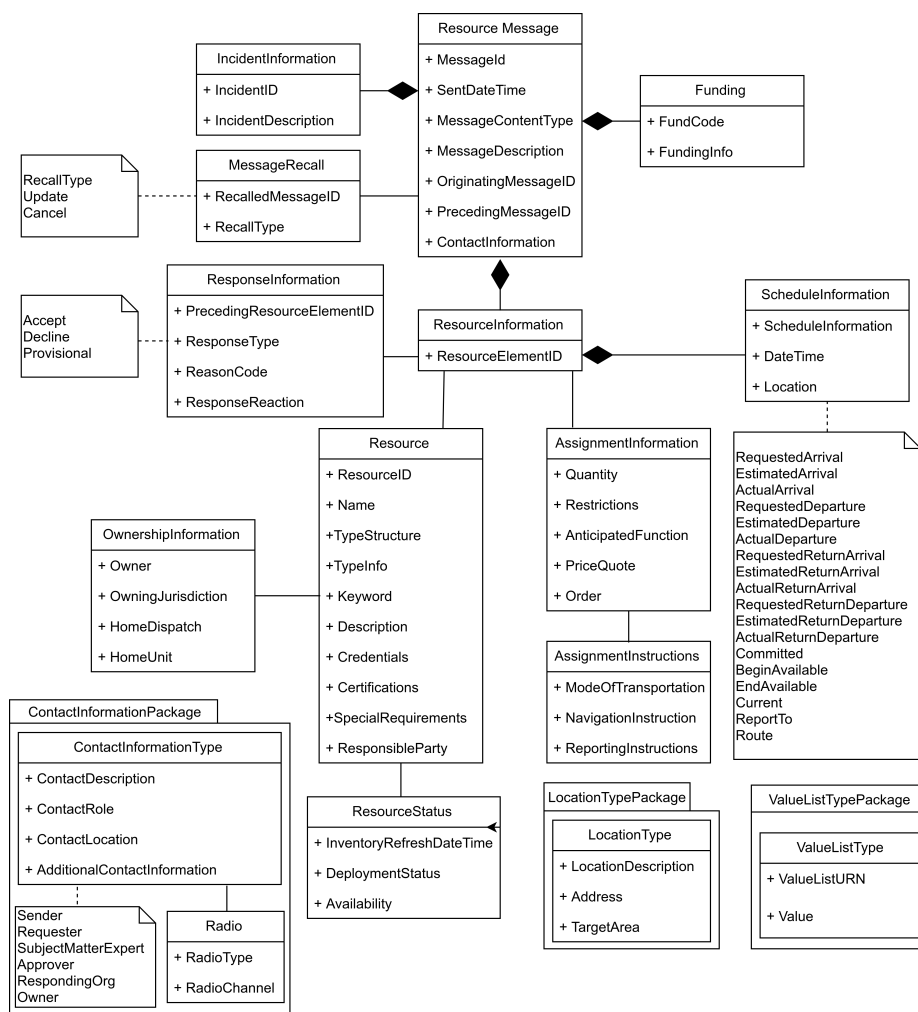 Resource Message
+ MessageId
+ SentDateTime
+ MessageContentType
+ MessageDescription
+ OriginatingMessageID
+ PrecedingMessageID
+ ContactInformation
IncidentInformation
+ IncidentID
+ IncidentDescription
Funding
+ FundCode
+ FundingInfo
MessageRecall
+ RecalledMessageID
+ RecallType
RecallType
Update
Cancel
ResponseInformation
+ PrecedingResourceElementID
+ ResponseType
+ ReasonCode
+ ResponseReaction
Accept
Decline
Provisional
ResourceInformation
+ ResourceElementID
ScheduleInformation
+ ScheduleInformation
+ DateTime
+ Location
RequestedArrival
EstimatedArrival
ActualArrival
RequestedDeparture
EstimatedDeparture
ActualDeparture
RequestedReturnArrival
EstimatedReturnArrival
ActualReturnArrival
RequestedReturnDeparture
EstimatedReturnDeparture
ActualReturnDeparture
Committed
BeginAvailable
EndAvailable
Current
ReportTo
Route
Resource
+ ResourceID
+ Name
+TypeStructure
+TypeInfo
+ Keyword
+ Description
+ Credentials
+ Certifications
+SpecialRequirements
+ ResponsibleParty
AssignmentInformation
+ Quantity
+ Restrictions
+ AnticipatedFunction
+ PriceQuote
+ Order
OwnershipInformation
+ Owner
+ OwningJurisdiction
+ HomeDispatch
+ HomeUnit
AssignmentInstructions
+ ModeOfTransportation
+ NavigationInstruction
+ ReportingInstructions
ContactInformationPackage
ContactInformationType
+ ContactDescription
+ ContactRole
+ ContactLocation
+ AdditionalContactInformation
Sender
Requester
SubjectMatterExpert
Approver
RespondingOrg
Owner
Radio
+ RadioType
+ RadioChannel
ResourceStatus
+ InventoryRefreshDateTime
+ DeploymentStatus
+ Availability
LocationTypePackage
LocationType
+ LocationDescription
+ Address
+ TargetArea
ValueListTypePackage
ValueListType
+ ValueListURN
+ Value